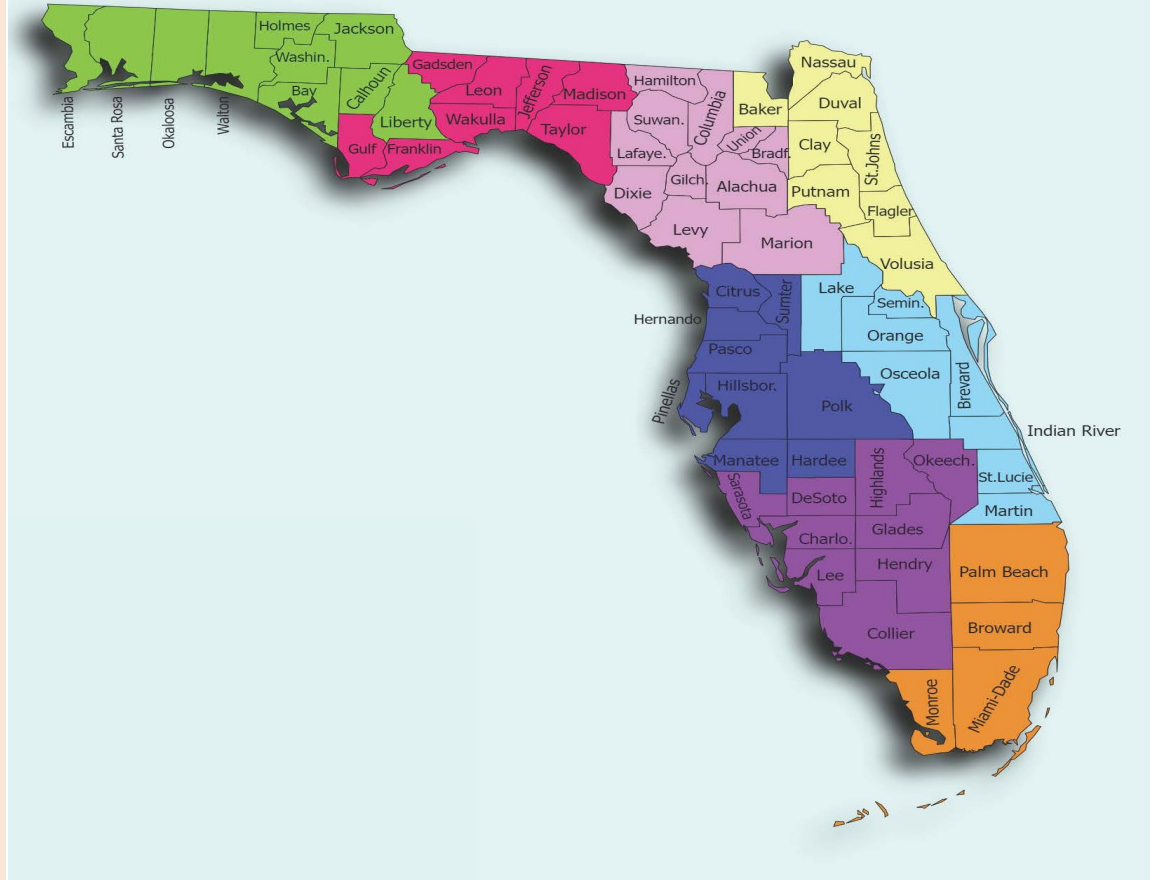 Holmes
Jackson
Washin.
Bay
Calhoun
Liberty
Escambia
Santa Rosa
Okaloosa
Walton
Gadsden
Leon
Jefferson
Madison
Wakulla
Taylor
Gulf
Franklin
Hamilton
Suwan.
Columbia
Lafaye.
Union
Bradf.
Dixie
Gilch.
Alachua
Levy
Marion
Nassau
Baker
Duval
Clay
St.Johns
Putnam
Flagler
Volusia
Citrus
Sumter
Lake
Semin.
Hernando
Orange
Pasco
Osceola
Pinellas
Hillsbor.
Polk
Brevard
Indian River
Manatee
Hardee
Highlands
Okeech.
St.Lucie
Sarasota
DeSoto
Martin
Charlo.
Glades
Lee
Hendry
Palm Beach
Collier
Broward
Monroe
Miami-Dade